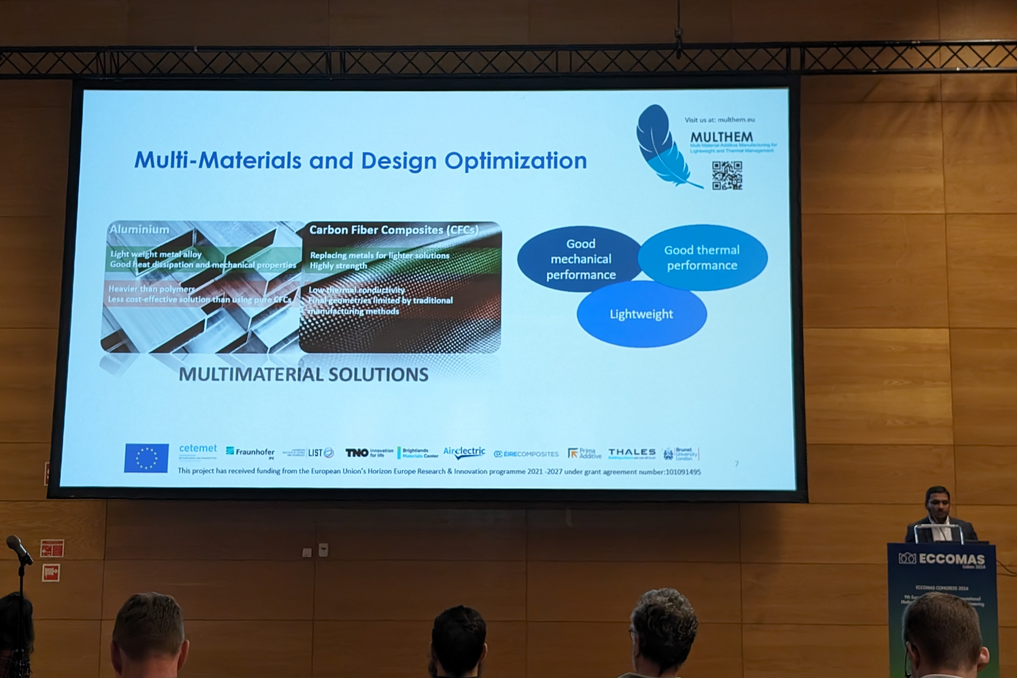 Visit us at: multhem.eu
MULTHEM
Multi-Material Additive Manufacturing for
Lightweight and Thermal Management
Multi-Materials and Design Optimization
Aluminium
Light weight metal alloy
Good heat dissipation and mechanical properties
Heavier than polymers
Less cost-effective solution than using pure CFCs
Carbon Fiber Composites (CFCs)
Replacing metals for lighter solutions
Highly strength
Low thermal conductivity
Final geometries limited by traditional
manufacturing methods
Good
mechanical
performance
Good thermal
performance
Lightweight
MULTIMATERIAL SOLUTIONS
cetemet
Fraunhofer
LIST
TNO innovation
for life
Brightlands
Materials Center
Airelectric
EIRECOMPOSITES
Prima
Additive
THALES
Brunel
University
London
This project has received funding from the European Union's Horizon Europe Research & Innovation programme 2021 -2027 under grant agreement number:101091495
7
ECCOMAS
ECCOMAS CONGRESS 2024